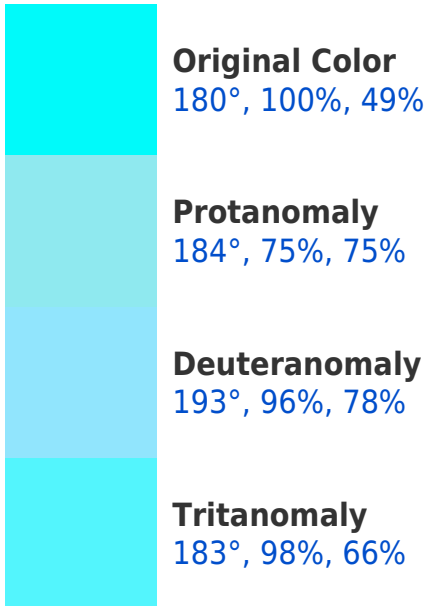 Original Color
180°, 100%, 49%
Protanomaly
184°, 75%, 75%
Deuteranomaly
193°, 96%, 78%
Tritanomaly
183°, 98%, 66%